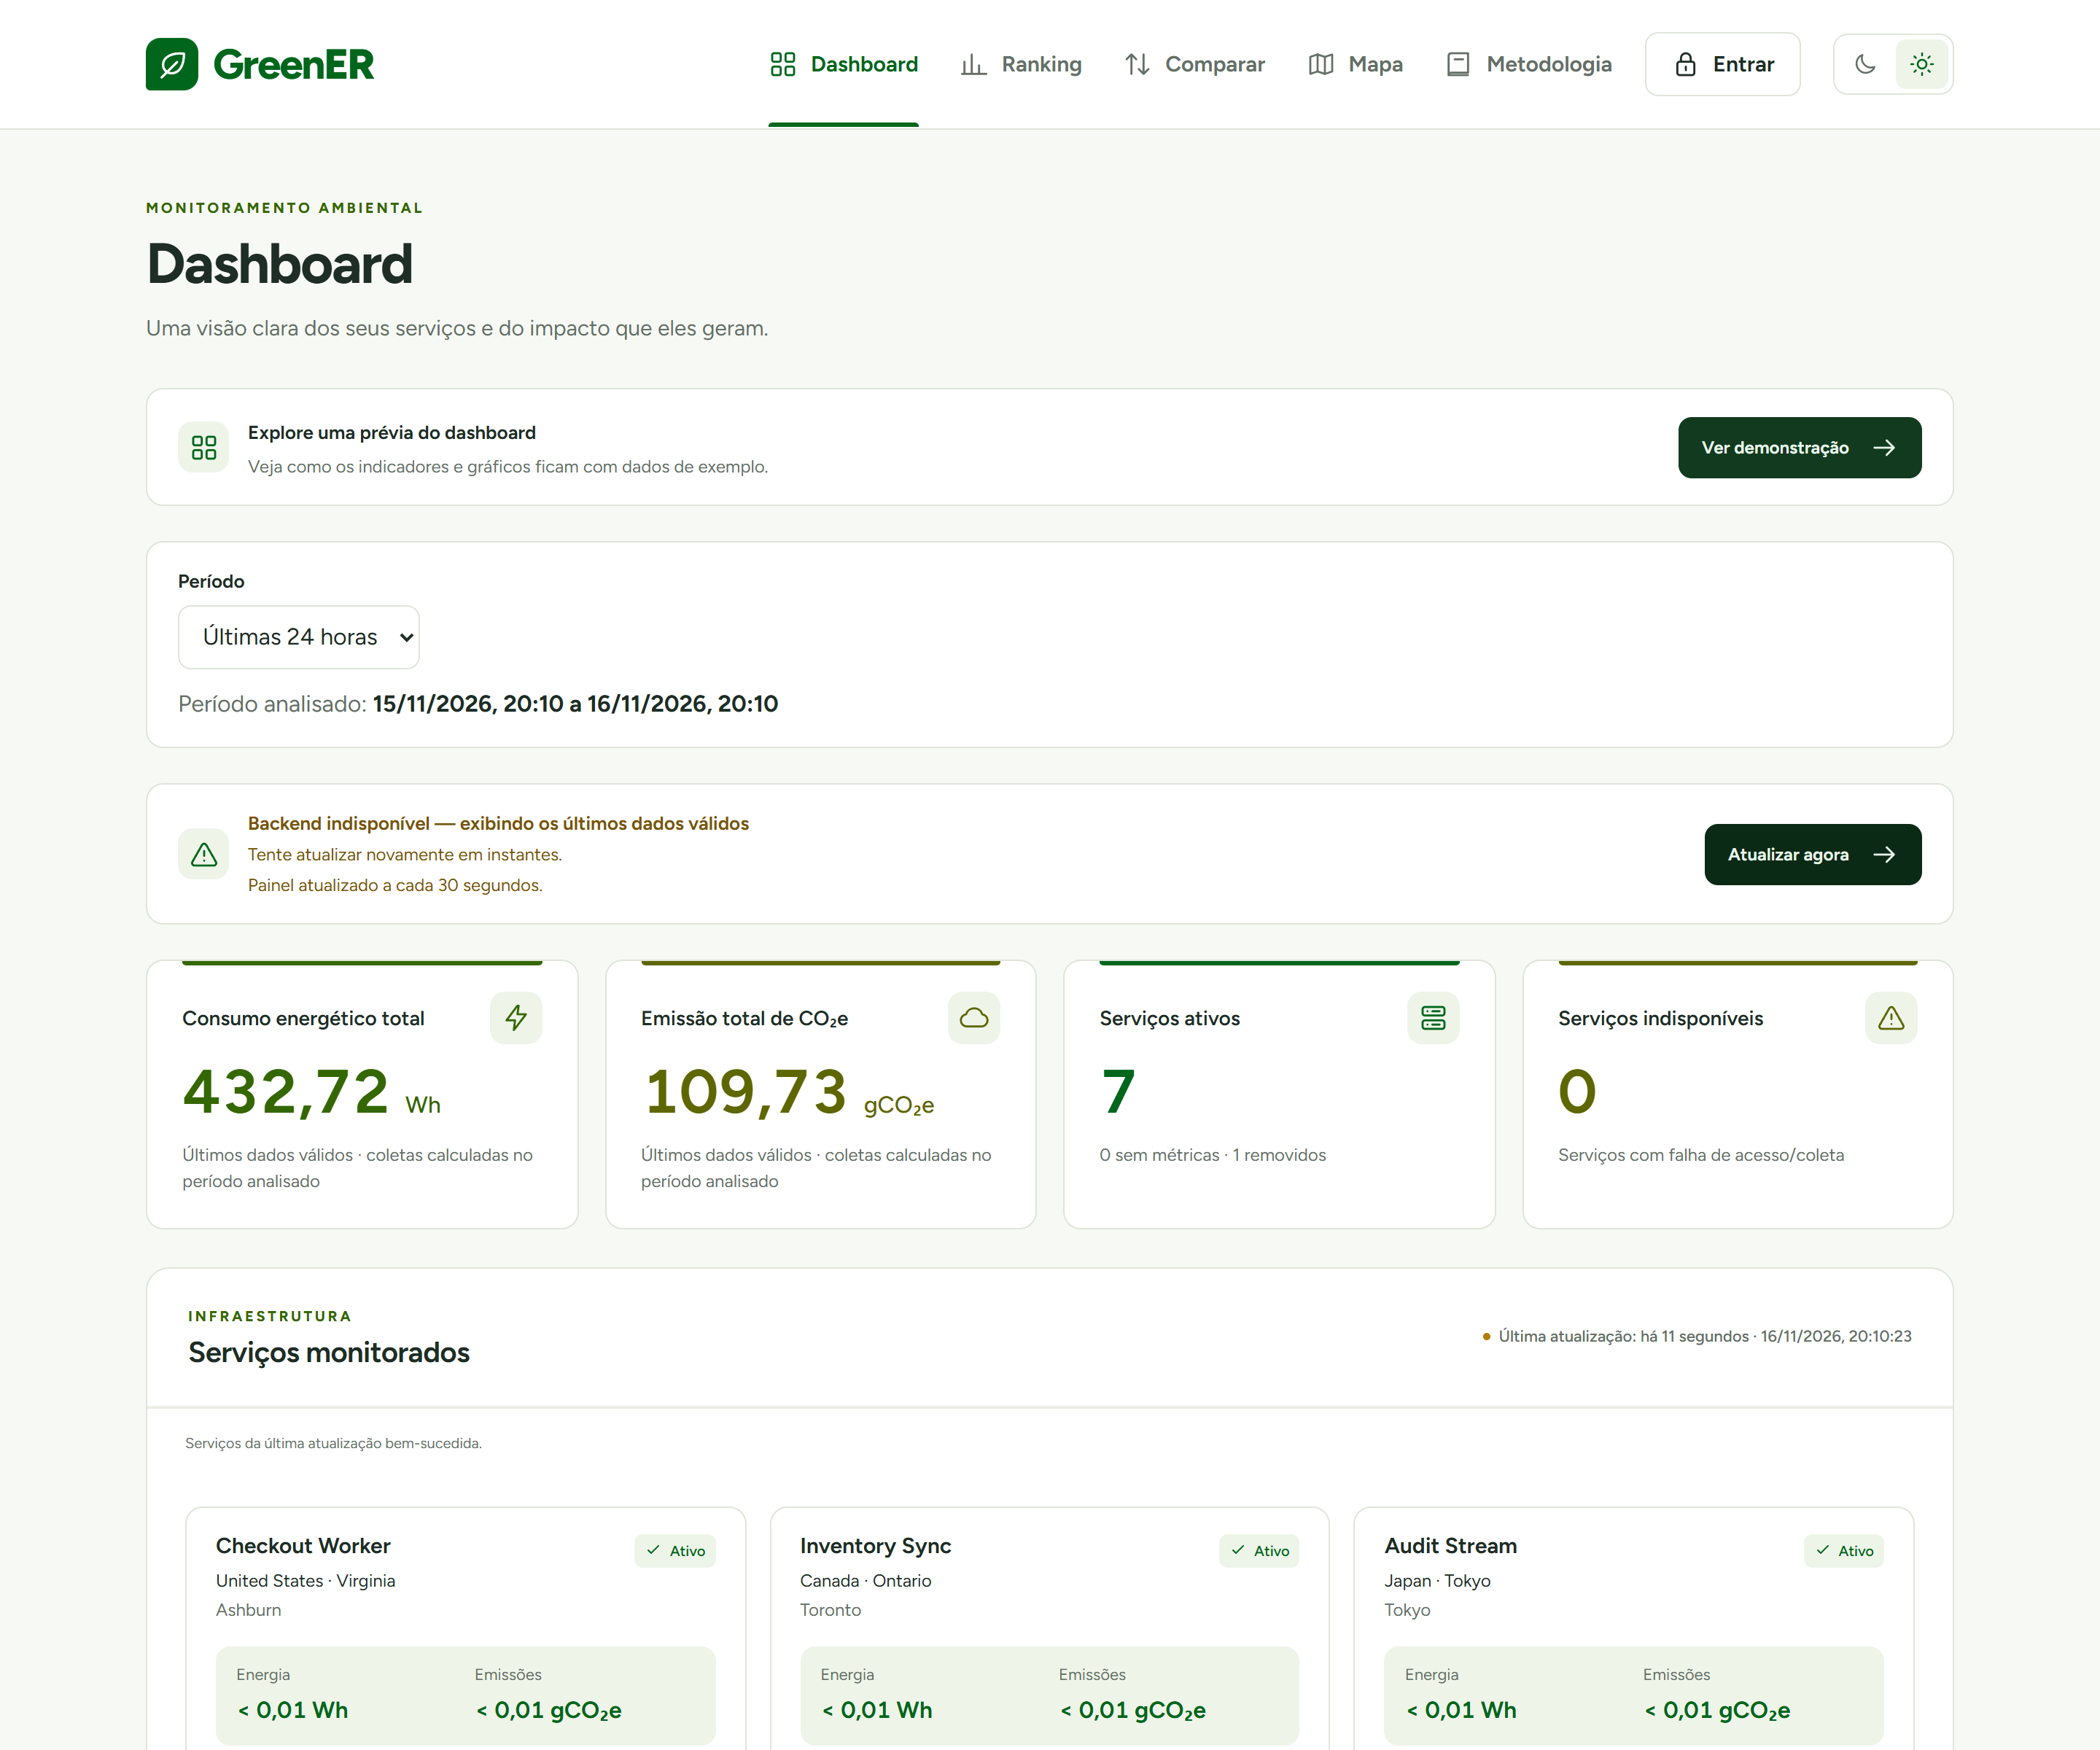 GreenER
Dashboard
Ranking
Comparar
Mapa
Metodologia
Entrar
MONITORAMENTO AMBIENTAL
Dashboard
Uma visão clara dos seus serviços e do impacto que eles geram.
Explore uma prévia do dashboard
Veja como os indicadores e gráficos ficam com dados de exemplo.
Ver demonstração
Período
Últimas 24 horas
Período analisado: 15/11/2026, 20:10 a 16/11/2026, 20:10
Backend indisponível — exibindo os últimos dados válidos
Tente atualizar novamente em instantes.
Painel atualizado a cada 30 segundos.
Atualizar agora
Consumo energético total
432,72 Wh
Últimos dados válidos · coletas calculadas no
período analisado
Emissão total de CO₂e
109,73 gCO₂e
Últimos dados válidos · coletas calculadas no
período analisado
Serviços ativos
7
0 sem métricas · 1 removidos
Serviços indisponíveis
0
Serviços com falha de acesso/coleta
INFRAESTRUTURA
Serviços monitorados
Última atualização: há 11 segundos · 16/11/2026, 20:10:23
Serviços da última atualização bem-sucedida.
Checkout Worker
Ativo
United States · Virginia
Ashburn
Energia
< 0,01 Wh
Emissões
< 0,01 gCO₂e
Inventory Sync
Ativo
Canada · Ontario
Toronto
Energia
< 0,01 Wh
Emissões
< 0,01 gCO₂e
Audit Stream
Ativo
Japan · Tokyo
Tokyo
Energia
< 0,01 Wh
Emissões
< 0,01 gCO₂e